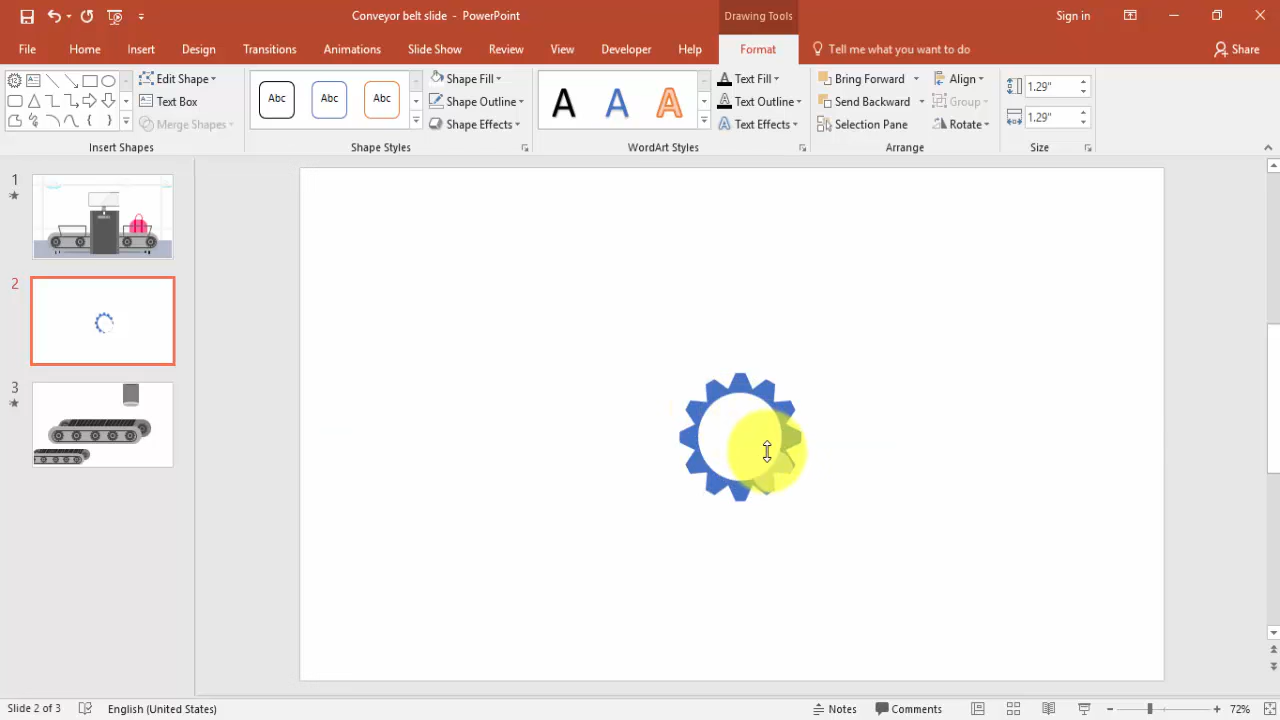 Conveyor belt slide - PowerPoint
Drawing Tools
Sign in
File
Home
Insert
Design
Transitions
Animations
Slide Show
Review
View
Developer
Help
Format
Tell me what you want to do
Share
Edit Shape
Text Box
Merge Shapes
Insert Shapes
Abc
Abc
Abc
Shape Fill
Shape Outline
Shape Effects
Shape Styles
A
A
A
Text Fill
Text Outline
Text Effects
WordArt Styles
Bring Forward
Send Backward
Selection Pane
Align
Group
Rotate
Arrange
1.29"
1.29"
Size
1
2
3
Slide 2 of 3
English (United States)
Notes
Comments
72%